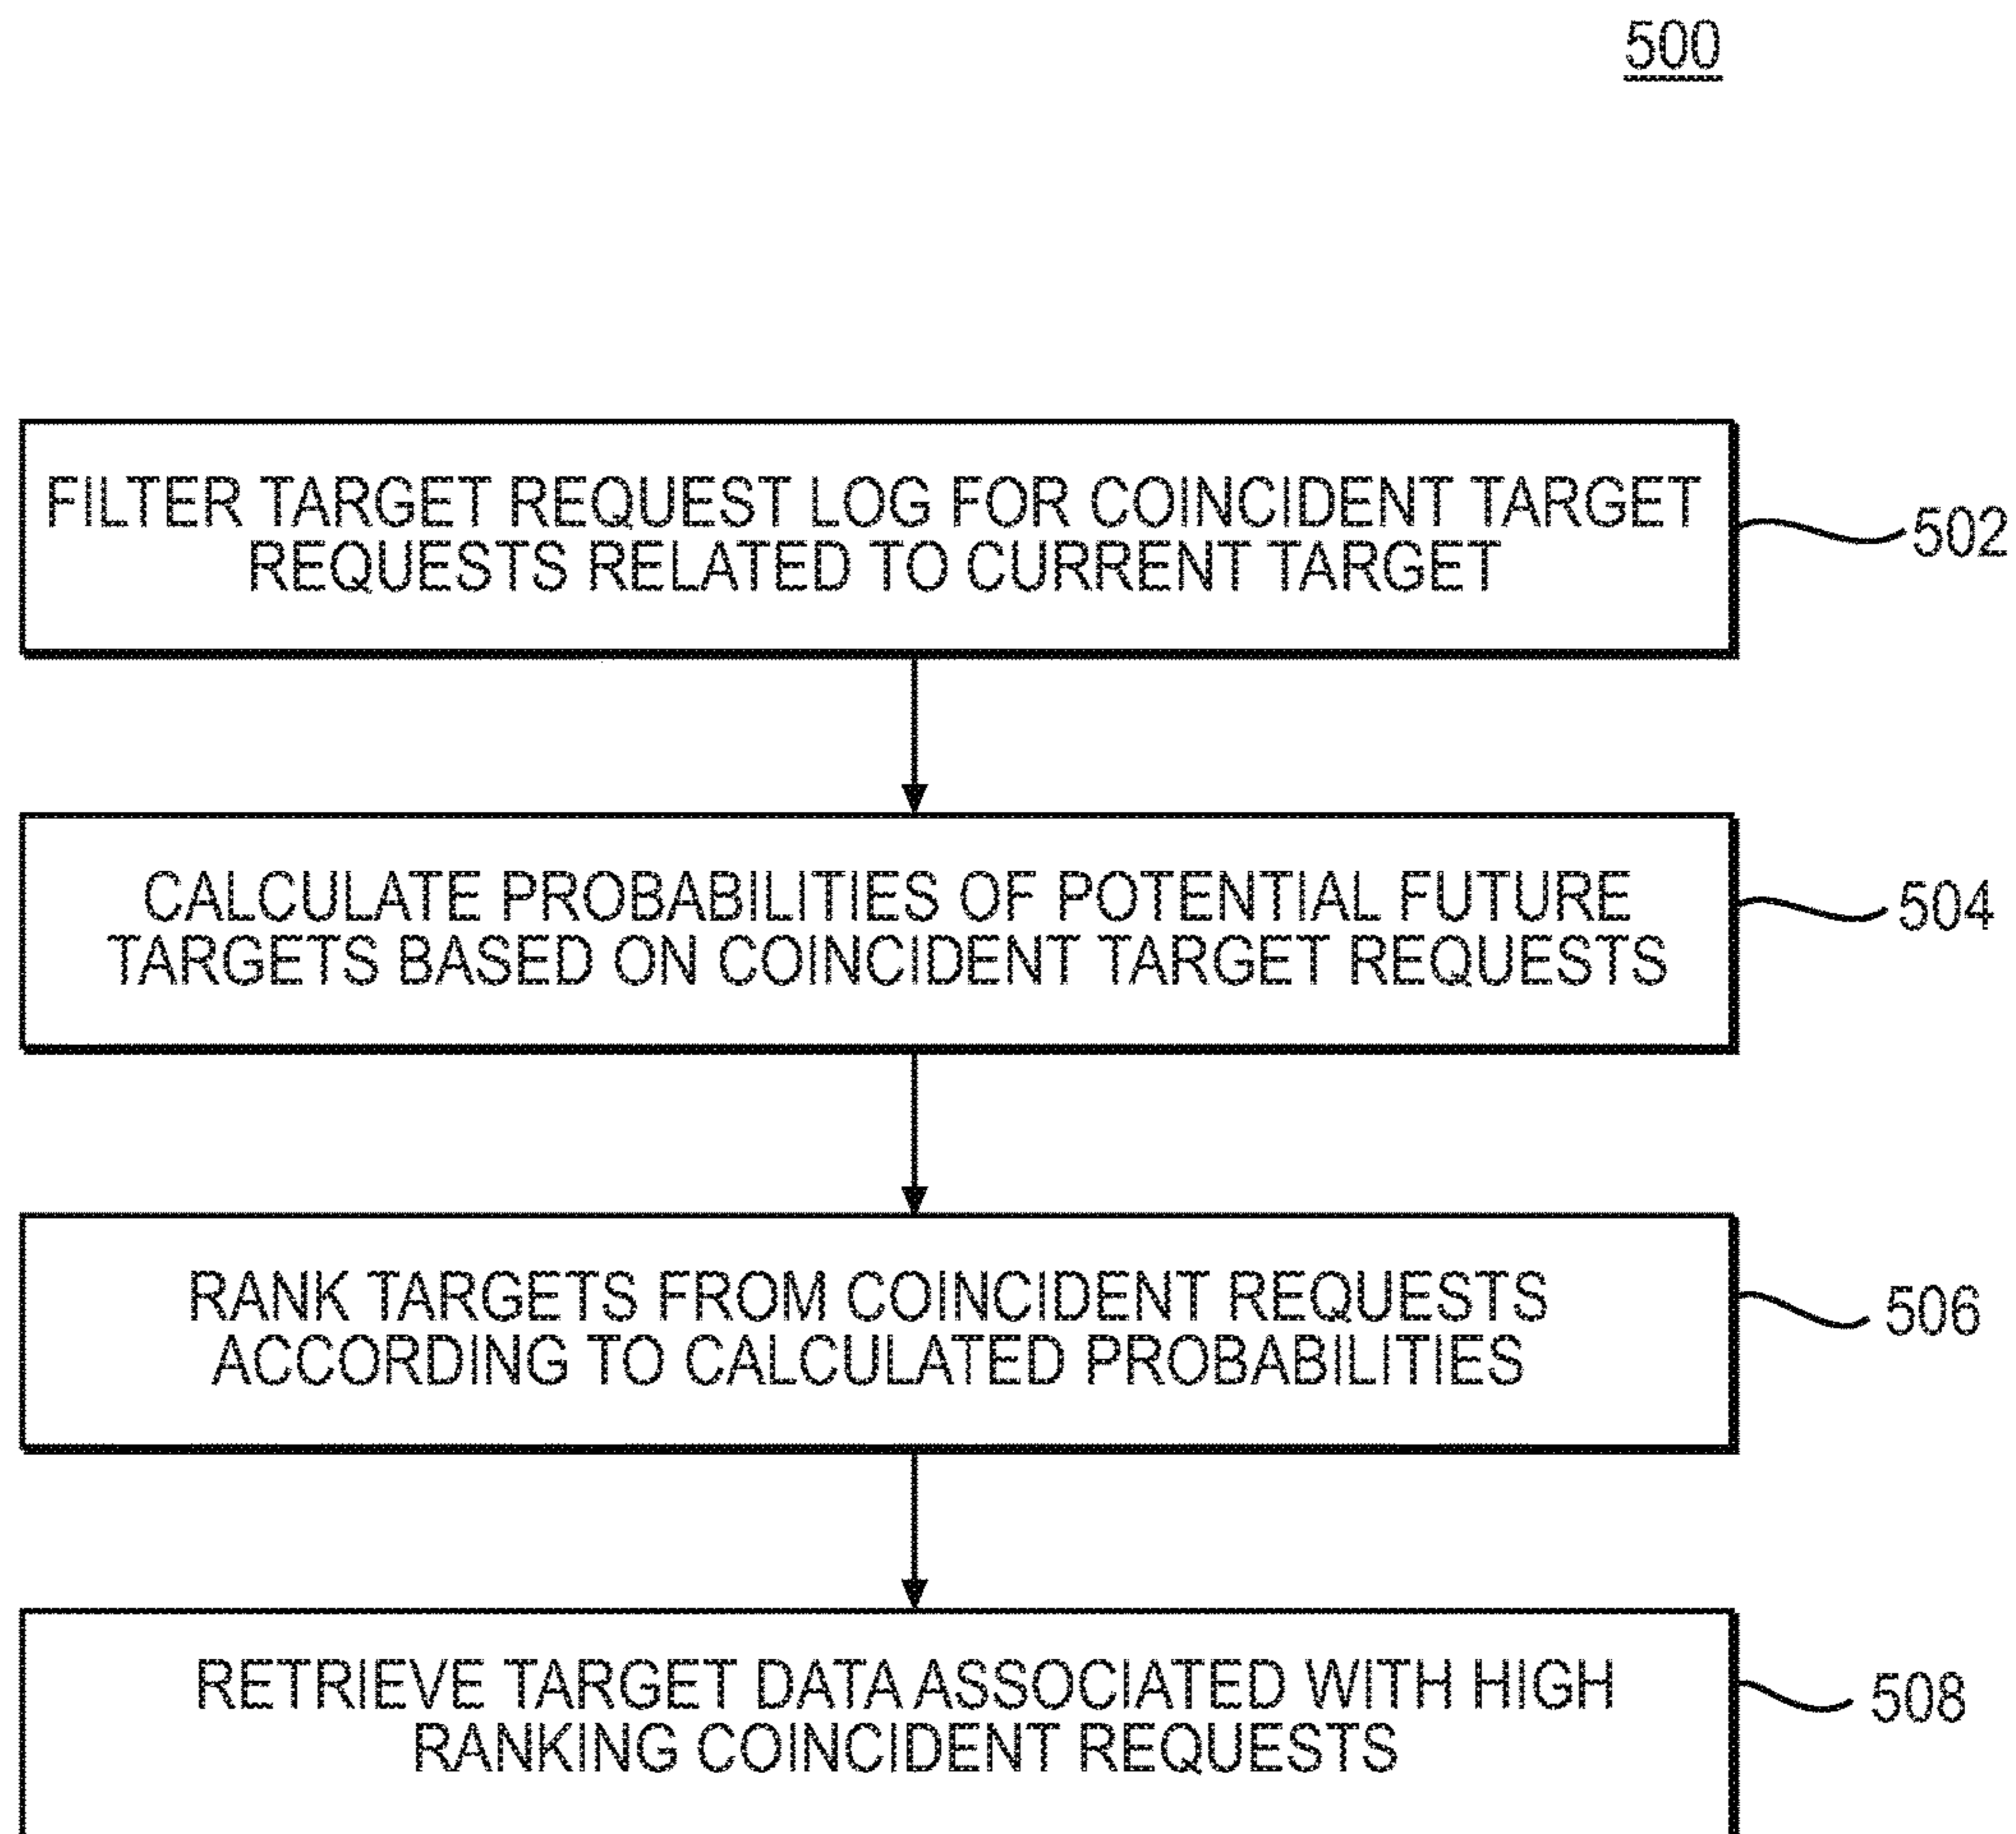 500
FILTER TARGET REQUEST LOG FOR COINCIDENT TARGET
REQUESTS RELATED TO CURRENT TARGET
502
CALCULATE PROBABILITIES OF POTENTIAL FUTURE
TARGETS BASED ON COINCIDENT TARGET REQUESTS
504
RANK TARGETS FROM COINCIDENT REQUESTS
ACCORDING TO CALCULATED PROBABILITIES
506
RETRIEVE TARGET DATA ASSOCIATED WITH HIGH
RANKING COINCIDENT REQUESTS
508